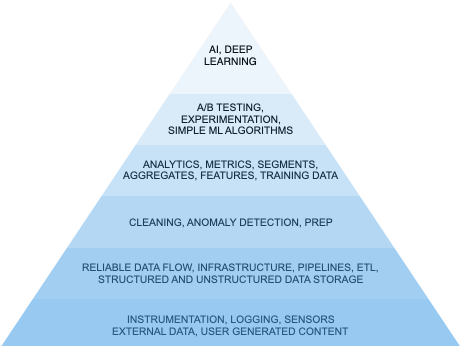 AI, DEEP
LEARNING
A/B TESTING,
EXPERIMENTATION,
SIMPLE ML ALGORITHMS
ANALYTICS, METRICS, SEGMENTS,
AGGREGATES, FEATURES, TRAINING DATA
CLEANING, ANOMALY DETECTION, PREP
RELIABLE DATA FLOW, INFRASTRUCTURE, PIPELINES, ETL,
STRUCTURED AND UNSTRUCTURED DATA STORAGE
INSTRUMENTATION, LOGGING, SENSORS
EXTERNAL DATA, USER GENERATED CONTENT